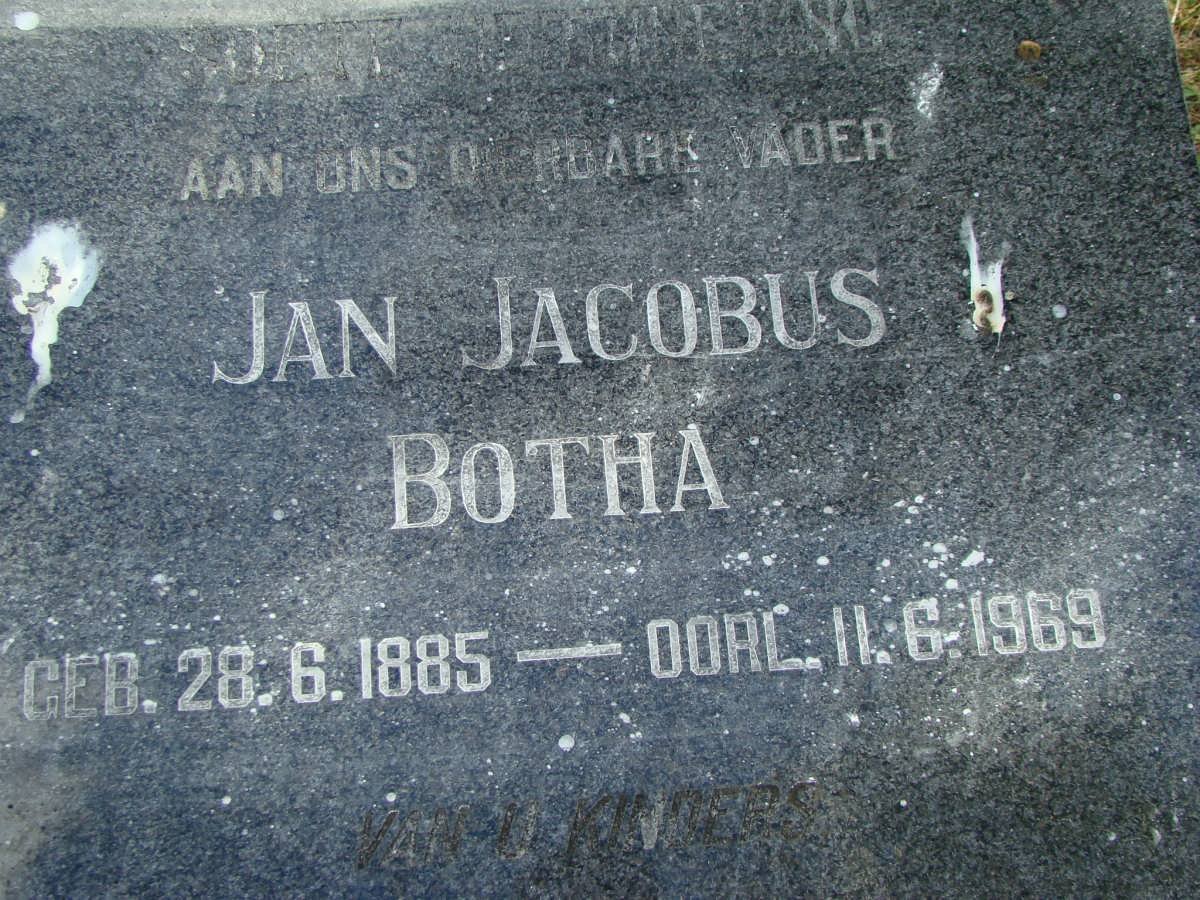 AAN ONS DIERBARE VADER
JAN JACOBUS
BOTHA
GEB. 28.6.1885 — OORL. 11.6.1969
VAN U KINDERS